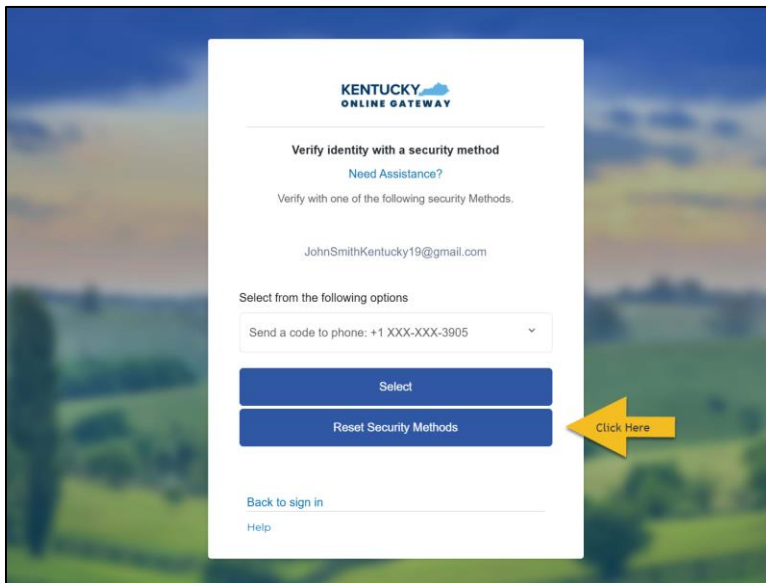 KENTUCKY
ONLINE GATEWAY
Verify identity with a security method
Need Assistance?
Verify with one of the following security Methods.
JohnSmithKentucky19@gmail.com
Select from the following options
Send a code to phone: +1 XXX-XXX-3905
Select
Reset Security Methods
Click Here
Back to sign in
Help